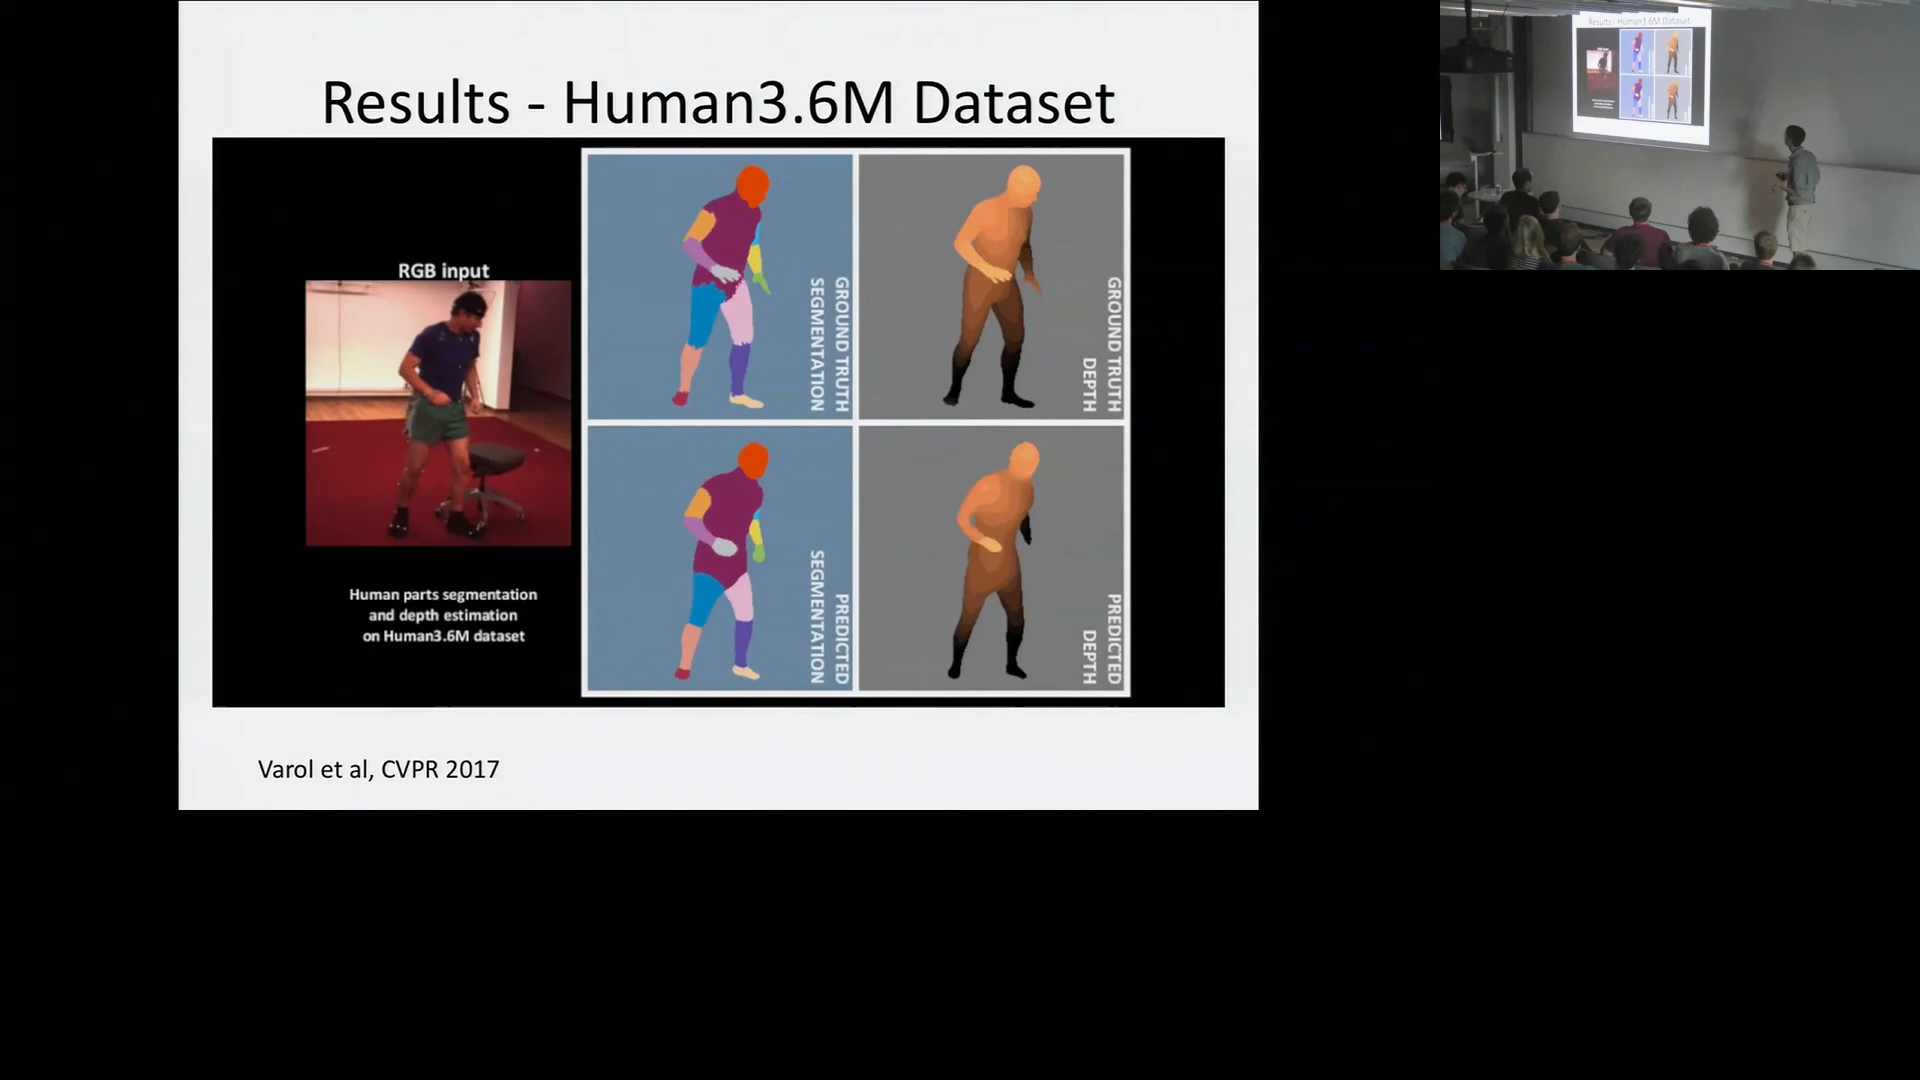 Results - Human3.6M Dataset
RGB input
Human parts segmentation
and depth estimation
on Human3.6M dataset
GROUND TRUTH
SEGMENTATION
GROUND TRUTH
DEPTH
PREDICTED
SEGMENTATION
PREDICTED
DEPTH
Varol et al, CVPR 2017
Results - Human3.6M Dataset